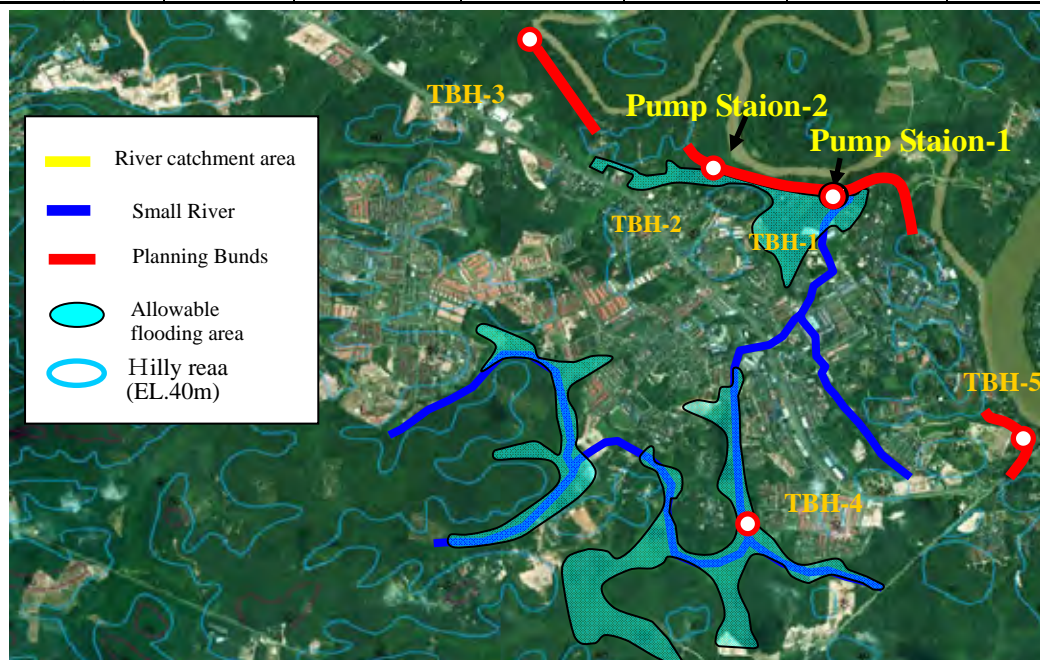 TBH-3
Pump Staion-2
Pump Staion-1
River catchment area
Small River
Planning Bunds
Allowable
flooding area
Hilly reaa
(EL.40m)
TBH-2
TBH-1
TBH-5
TBH-4